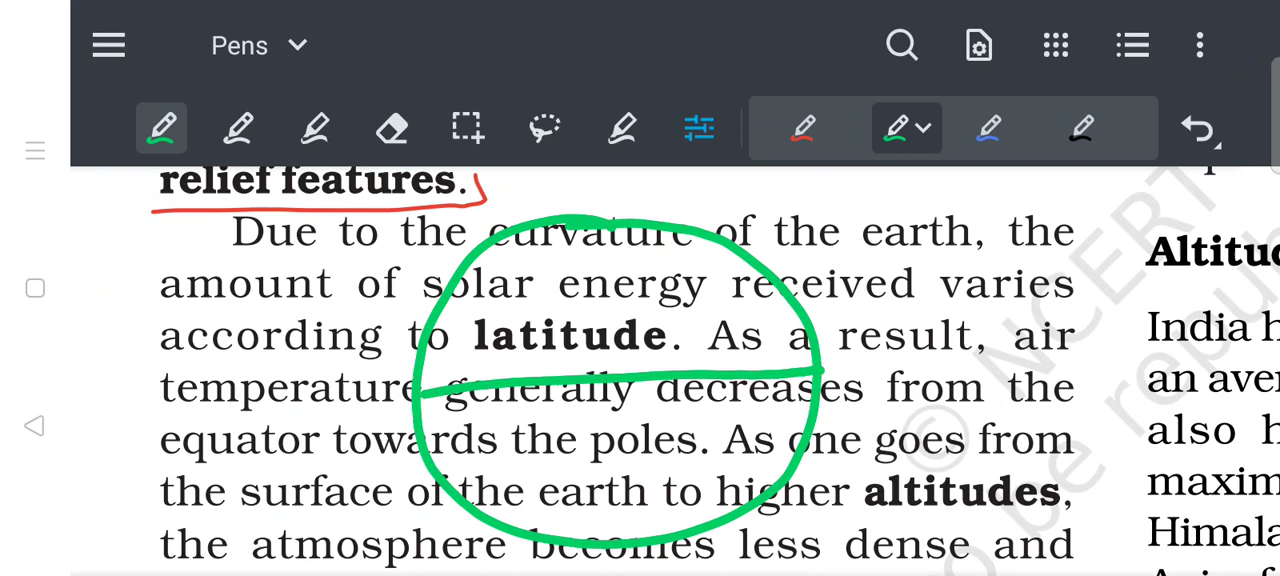 Pens
relief features.
Due to the curvature of the earth, the
amount of solar energy received varies
according to latitude. As a result, air
temperature generally decreases from the
equator towards the poles. As one goes from
the surface of the earth to higher altitudes,
the atmosphere becomes less dense and
Altitu
India h
an aver
also h
maxim
Himala
© NCERT
be repub